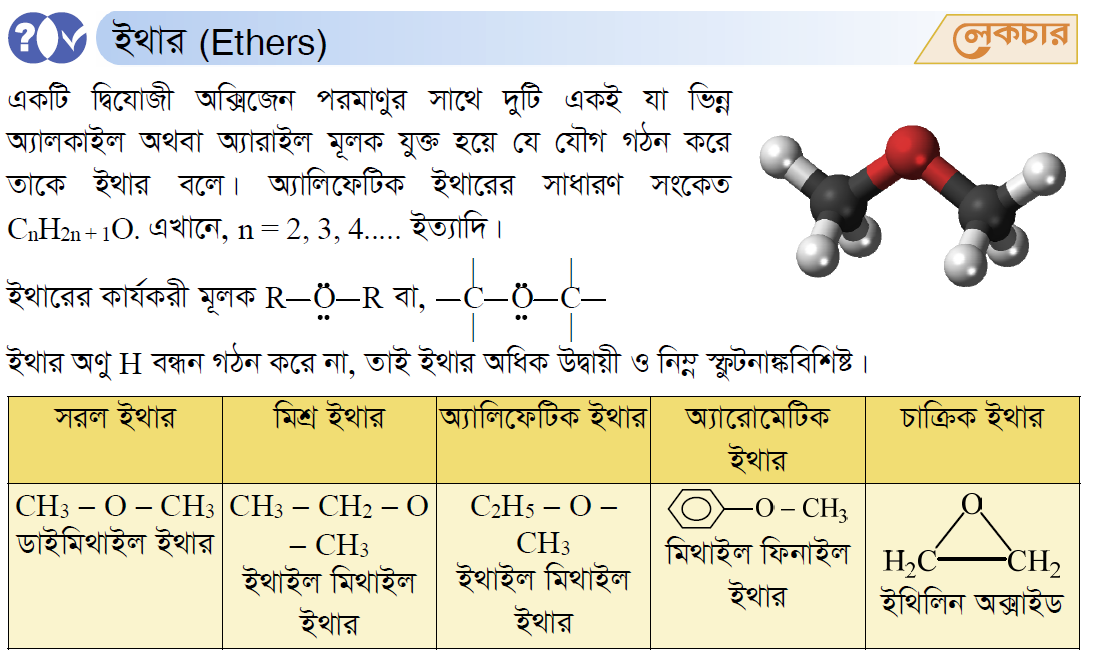 ইথার (Ethers)
লেকচার
একটি দ্বিযোজী অক্সিজেন পরমাণুর সাথে দুটি একই যা ভিন্ন
অ্যালকাইল অথবা অ্যারাইল মূলক যুক্ত হয়ে যে যৌগ গঠন করে
তাকে ইথার বলে। অ্যালিফেটিক ইথারের সাধারণ সংকেত
CnH2n + 1O. এখানে, n = 2, 3, 4..... ইত্যাদি।
ইথারের কার্যকরী মূলক R–O–R বা, –C–O–C–
ইথার অণু H বন্ধন গঠন করে না, তাই ইথার অধিক উদ্বায়ী ও নিম্ন স্ফুটনাঙ্কবিশিষ্ট।
সরল ইথার
মিশ্র ইথার
অ্যালিফেটিক ইথার
অ্যারোমেটিক
ইথার
চাক্রিক ইথার
CH3 – O – CH3
ডাইমিথাইল ইথার
CH3 – CH2 – O
– CH3
ইথাইল মিথাইল
ইথার
C2H5 – O –
CH3
ইথাইল মিথাইল
ইথার
–O – CH3
মিথাইল ফিনাইল
ইথার
O
H2C–CH2
ইথিলিন অক্সাইড